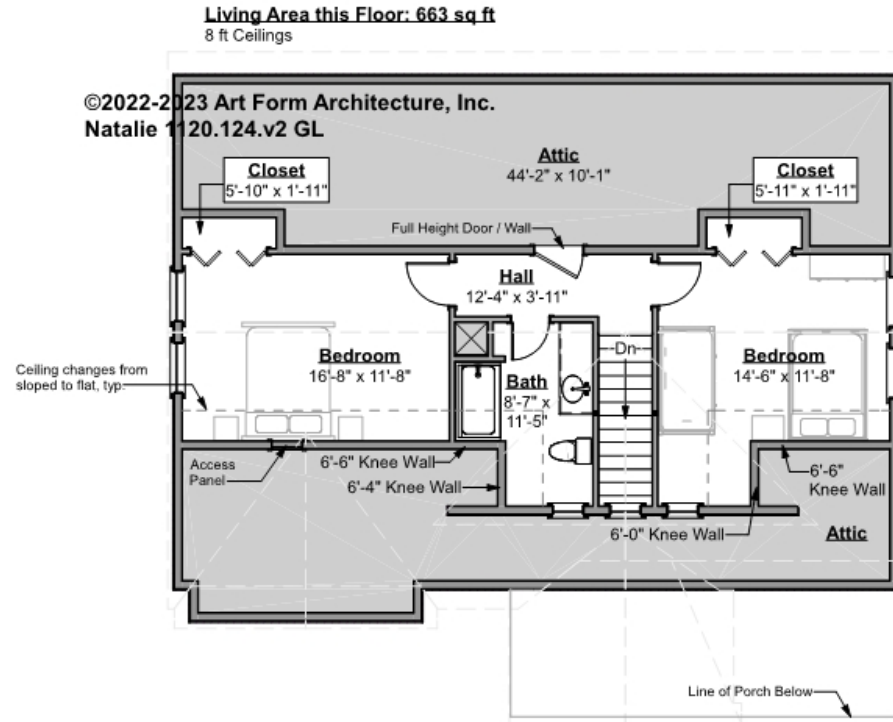 Living Area this Floor: 663 sq ft
8 ft Ceilings
©2022-2023 Art Form Architecture, Inc.
Natalie 1120.124.v2 GL
Attic
44'-2" x 10'-1"
Closet
5'-10" x 1'-11"
Closet
5'-11" x 1'-11"
Full Height Door / Wall
Hall
12'-4" x 3'-11"
Ceiling changes from
sloped to flat, typ.
Bedroom
16'-8" x 11'-8"
Bath
8'-7" x
11'-5"
Dn
Bedroom
14'-6" x 11'-8"
Access
Panel
6'-6" Knee Wall
6'-4" Knee Wall
6'-6"
Knee Wall
6'-0" Knee Wall
Attic
Line of Porch Below